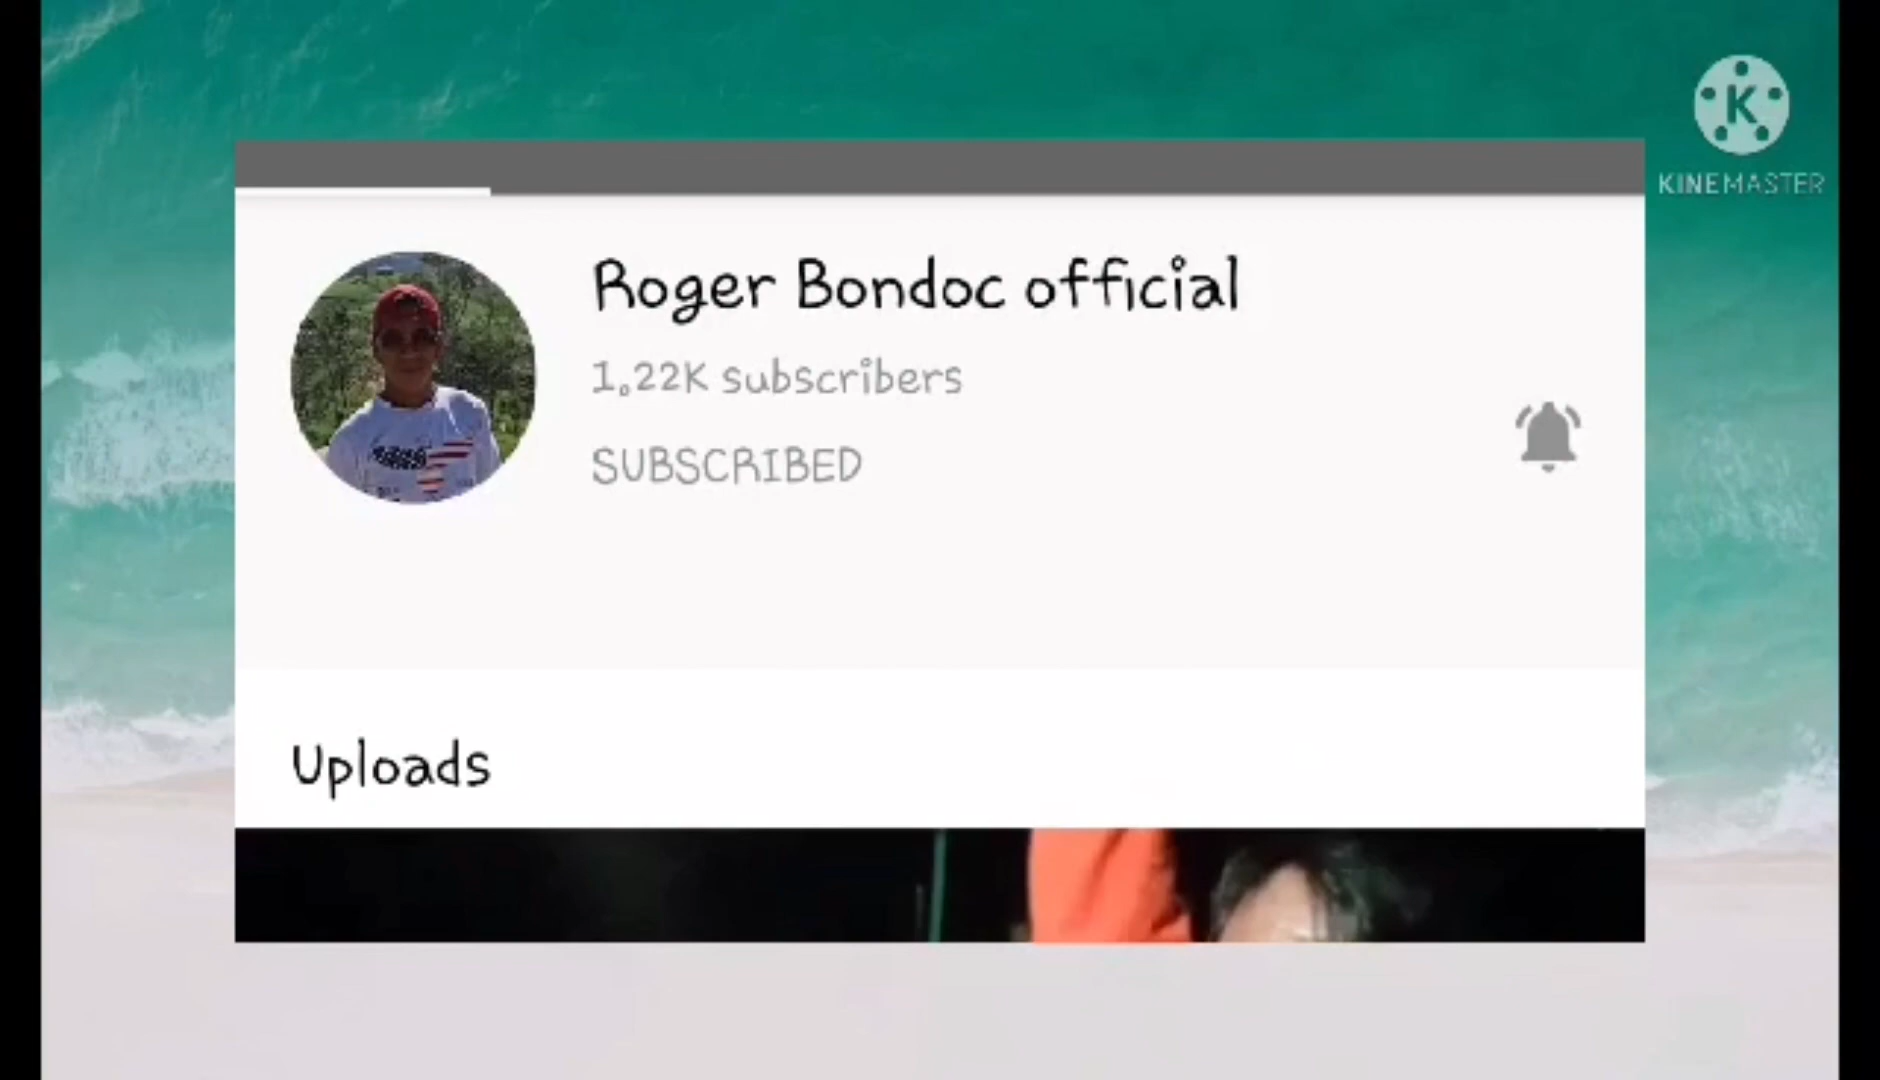 K
KINEMASTER
Roger Bondoc official
1.22K subscribers
SUBSCRIBED
Uploads